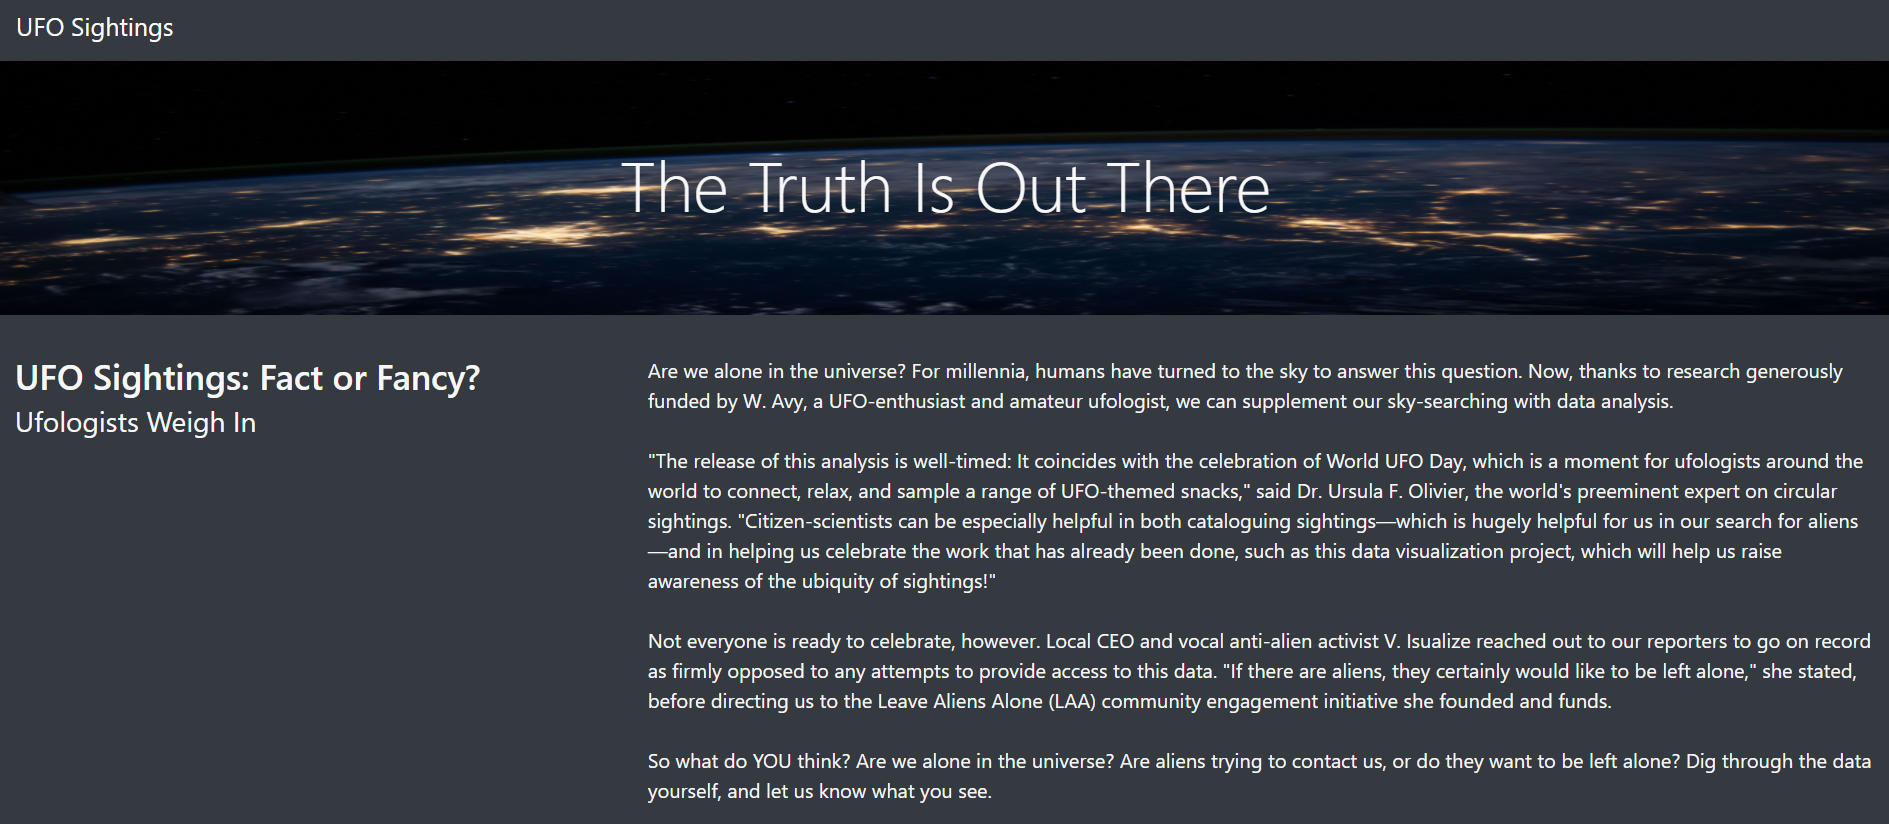 UFO Sightings
The Truth Is Out There
UFO Sightings: Fact or Fancy?
Ufologists Weigh In
Are we alone in the universe? For millennia, humans have turned to the sky to answer this question. Now, thanks to research generously
funded by W. Avy, a UFO-enthusiast and amateur ufologist, we can supplement our sky-searching with data analysis.
"The release of this analysis is well-timed: It coincides with the celebration of World UFO Day, which is a moment for ufologists around the
world to connect, relax, and sample a range of UFO-themed snacks," said Dr. Ursula F. Olivier, the world's preeminent expert on circular
sightings. "Citizen-scientists can be especially helpful in both cataloguing sightings—which is hugely helpful for us in our search for aliens
—and in helping us celebrate the work that has already been done, such as this data visualization project, which will help us raise
awareness of the ubiquity of sightings!"
Not everyone is ready to celebrate, however. Local CEO and vocal anti-alien activist V. Isualize reached out to our reporters to go on record
as firmly opposed to any attempts to provide access to this data. "If there are aliens, they certainly would like to be left alone," she stated,
before directing us to the Leave Aliens Alone (LAA) community engagement initiative she founded and funds.
So what do YOU think? Are we alone in the universe? Are aliens trying to contact us, or do they want to be left alone? Dig through the data
yourself, and let us know what you see.